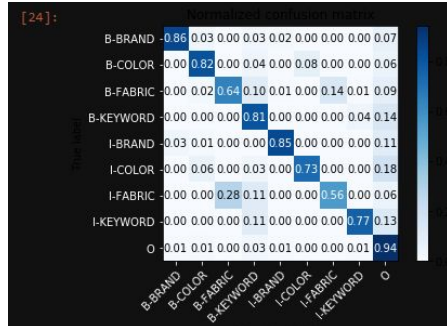 [24]:
Normalized confusion matrix
True label
B-BRAND 0.86 0.03 0.00 0.03 0.02 0.00 0.00 0.00 0.07
B-COLOR 0.00 0.82 0.00 0.04 0.00 0.08 0.00 0.00 0.06
B-FABRIC 0.00 0.02 0.64 0.10 0.01 0.00 0.14 0.01 0.09
B-KEYWORD 0.00 0.00 0.00 0.81 0.00 0.00 0.00 0.04 0.14
I-BRAND 0.03 0.01 0.00 0.00 0.85 0.00 0.00 0.00 0.11
I-COLOR 0.00 0.06 0.00 0.03 0.00 0.73 0.00 0.00 0.18
I-FABRIC 0.00 0.00 0.28 0.11 0.00 0.00 0.56 0.00 0.06
I-KEYWORD 0.00 0.00 0.00 0.11 0.00 0.00 0.00 0.77 0.13
O 0.01 0.01 0.00 0.03 0.01 0.00 0.00 0.01 0.94
B-BRAND B-COLOR B-FABRIC B-KEYWORD I-BRAND I-COLOR I-FABRIC I-KEYWORD O